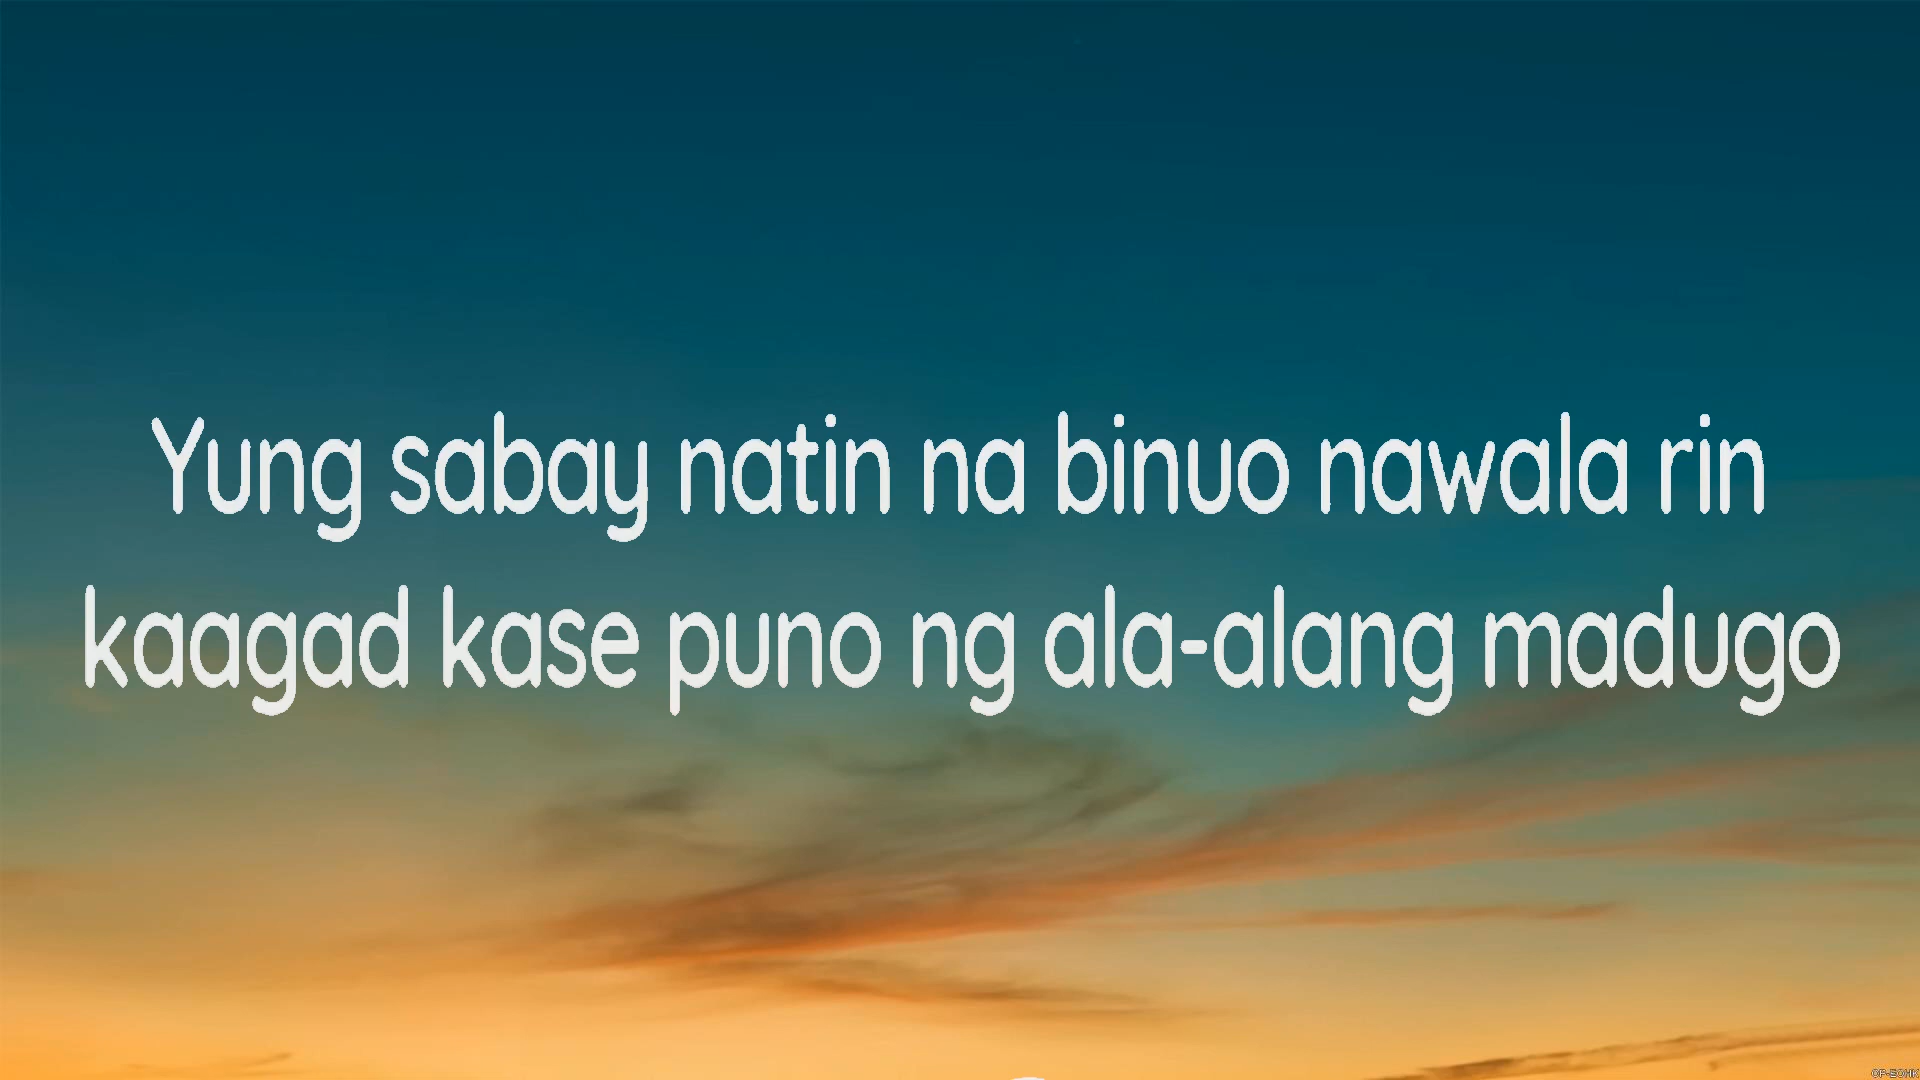 Yung sabay natin na binuo nawala rin
kaagad kase puno ng ala-alang madugo